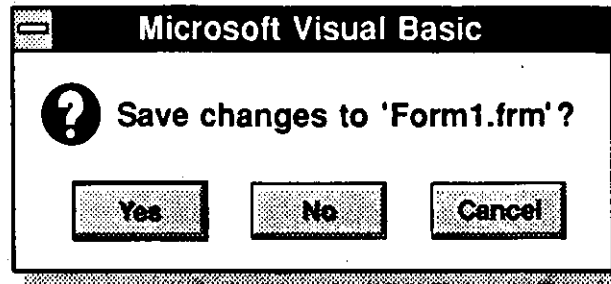 Microsoft Visual Basic
Save changes to 'Form1.frm'?
Yes No Cancel